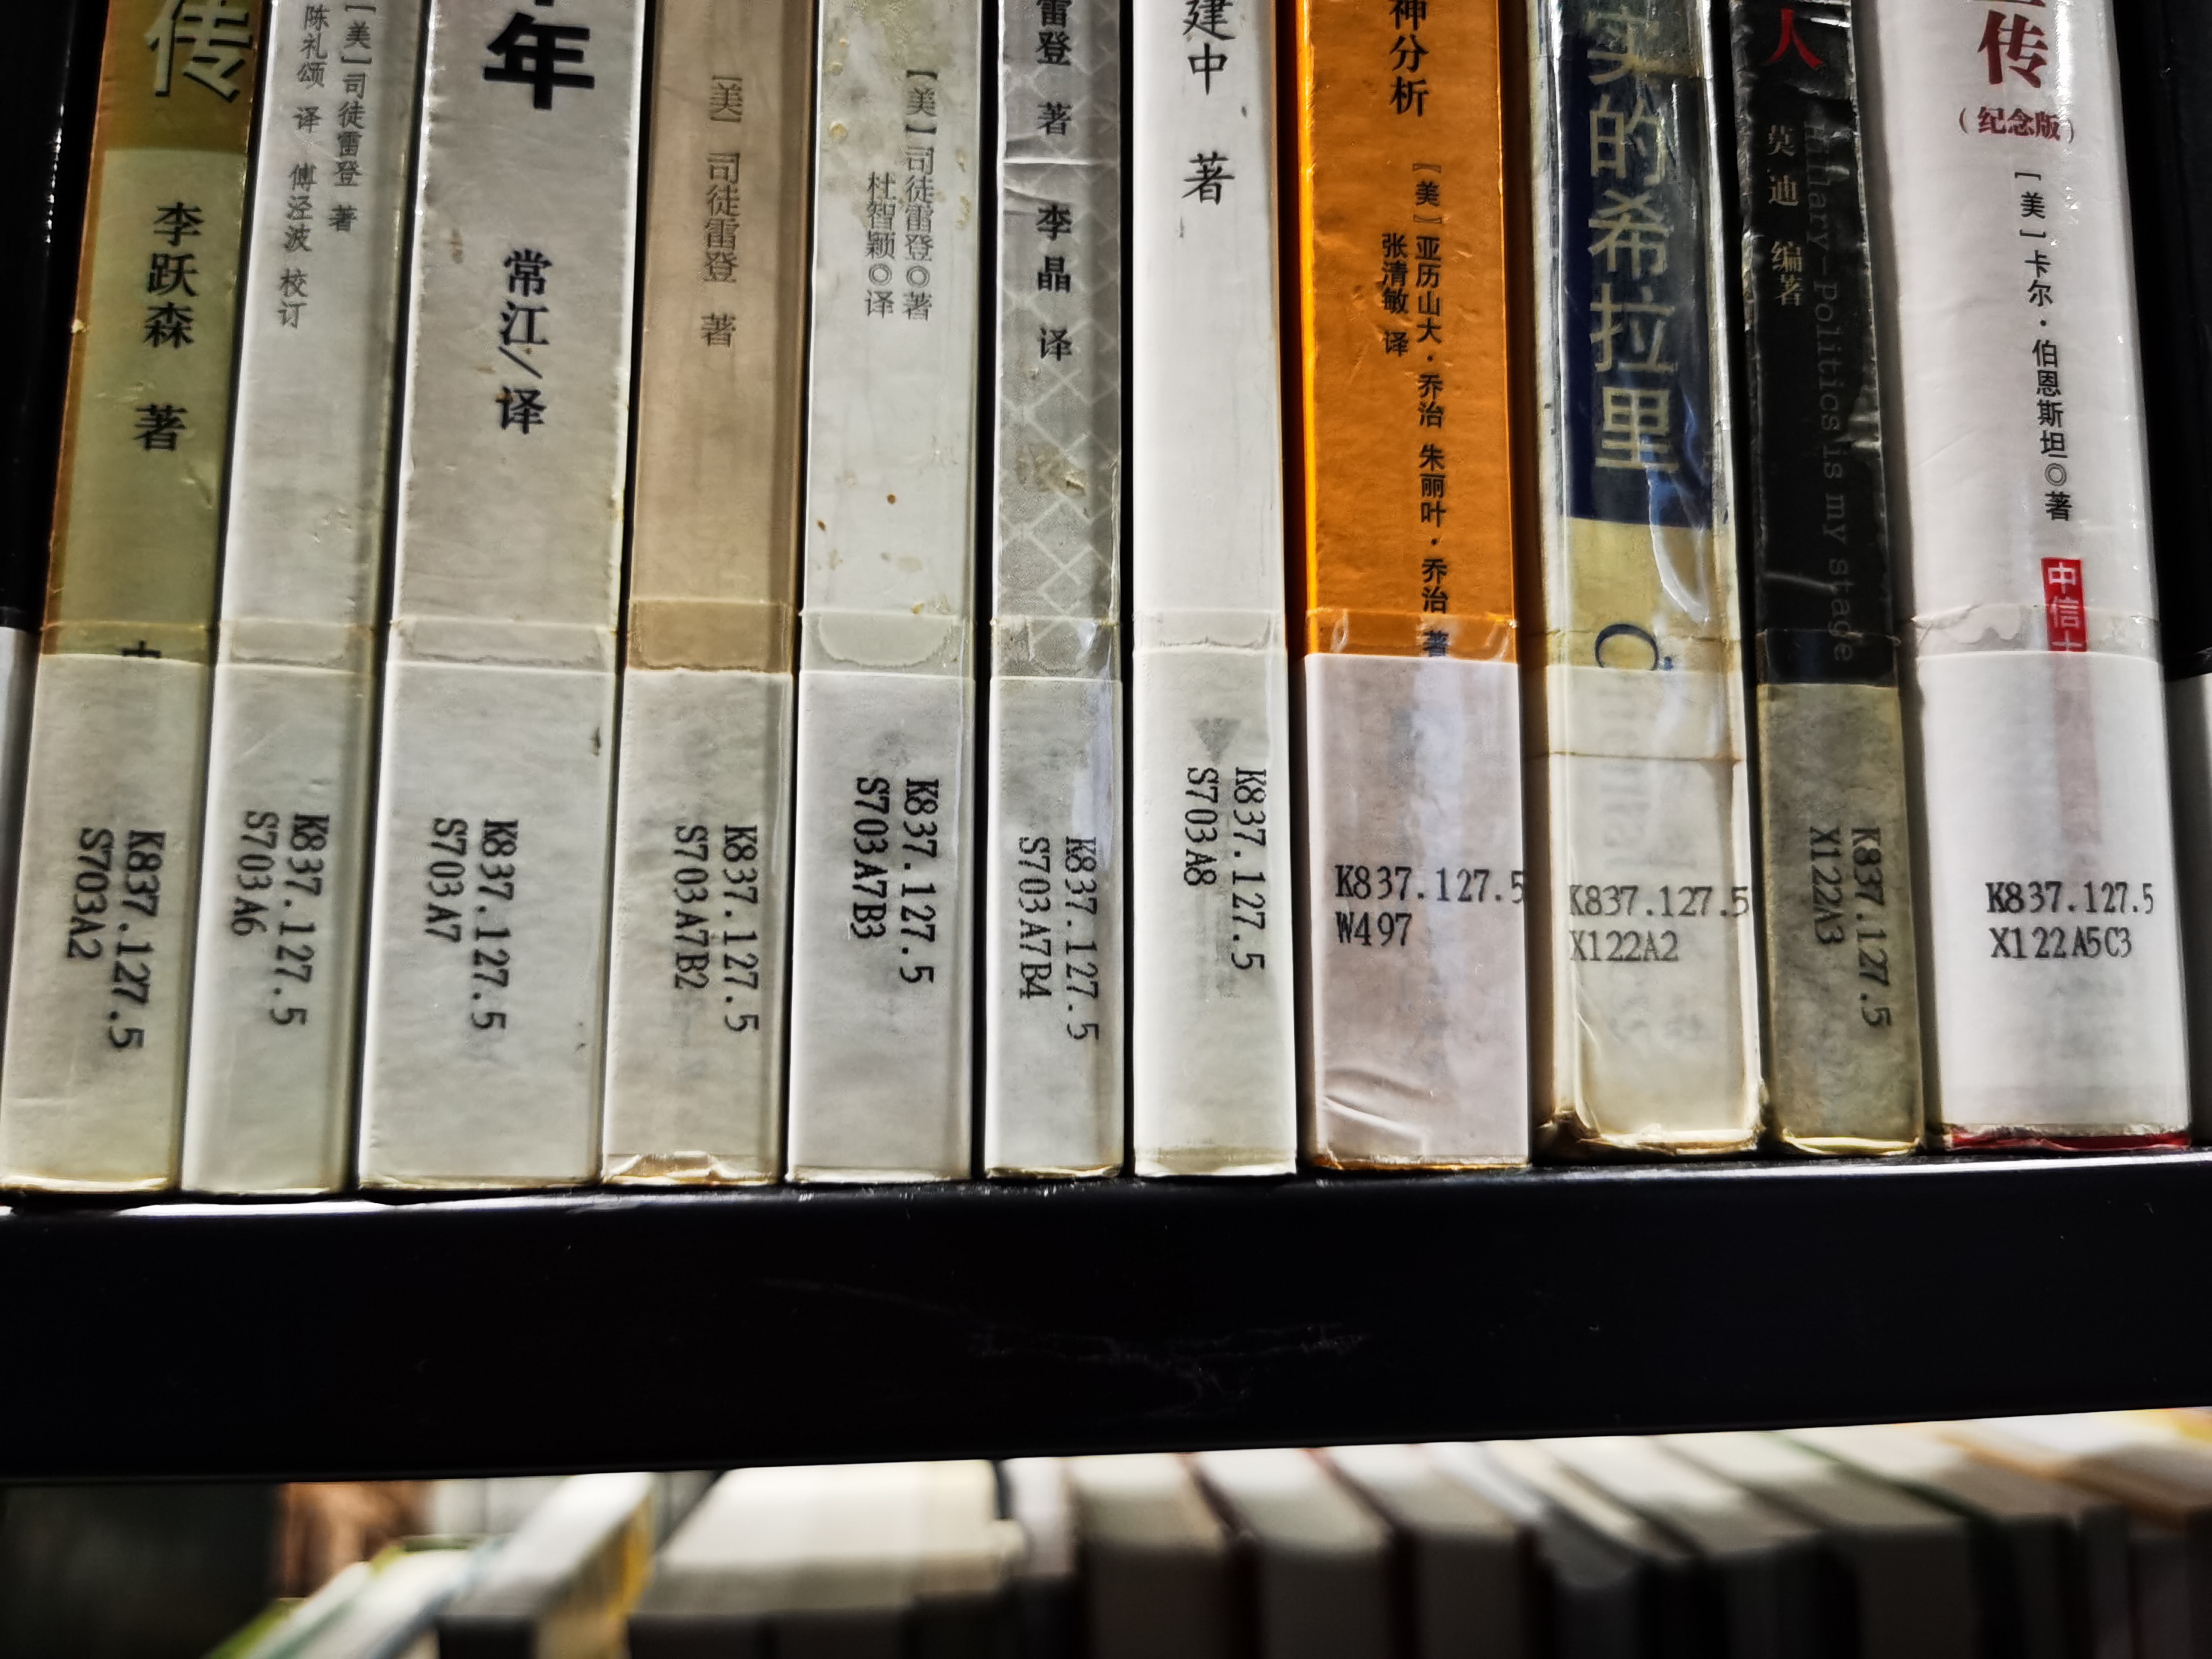 传
李跃森 著
K837.127.5
S703A2
[美]司徒雷登 著
陈礼颂 译 傅泾波 校订
K837.127.5
S703A6
年
常江/译
K837.127.5
S703A7
[美] 司徒雷登 著
K837.127.5
S703A7B2
【美】司徒雷登◎著
杜智颖◎译
K837.127.5
S703A7B3
雷登 著 李晶 译
K837.127.5
S703A7B4
建中 著
K837.127.5
S703A8
神分析
[美]亚历山大·乔治 朱丽叶·乔治 著
张清敏 译
K837.127.5
W497
实的希拉里
K837.127.5
X122A2
人
莫迪 编著
Hillary-Politics is my stage
K837.127.5
X122A3
传
(纪念版)
[美]卡尔·伯恩斯坦◎著
中信
K837.127.5
X122A5C3